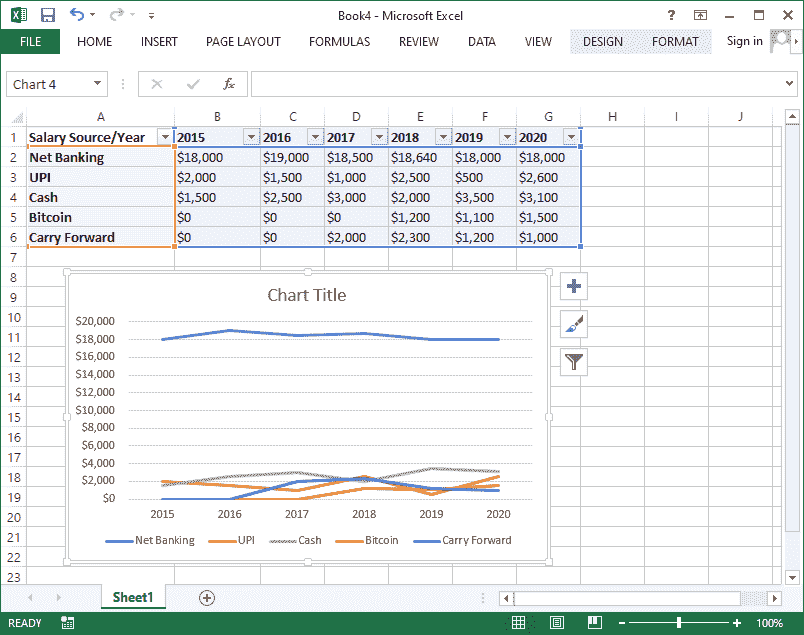 Book4 - Microsoft Excel
?
FILE HOME INSERT PAGE LAYOUT FORMULAS REVIEW DATA VIEW DESIGN FORMAT Sign in
Chart 4 fx
A B C D E F G H I J
1 Salary Source/Year 2015 2016 2017 2018 2019 2020
2 Net Banking $18,000 $19,000 $18,500 $18,640 $18,000 $18,000
3 UPI $2,000 $1,500 $1,000 $2,500 $500 $2,600
4 Cash $1,500 $2,500 $3,000 $2,000 $3,500 $3,100
5 Bitcoin $0 $0 $0 $1,200 $1,100 $1,500
6 Carry Forward $0 $0 $2,000 $2,300 $1,200 $1,000
7
8
9
10
11
12
13
14
15
16
17
18
19
20
21
22
23
Chart Title
$20,000
$18,000
$16,000
$14,000
$12,000
$10,000
$8,000
$6,000
$4,000
$2,000
$0
2015 2016 2017 2018 2019 2020
Net Banking UPI Cash Bitcoin Carry Forward
Sheet1
READY 100%